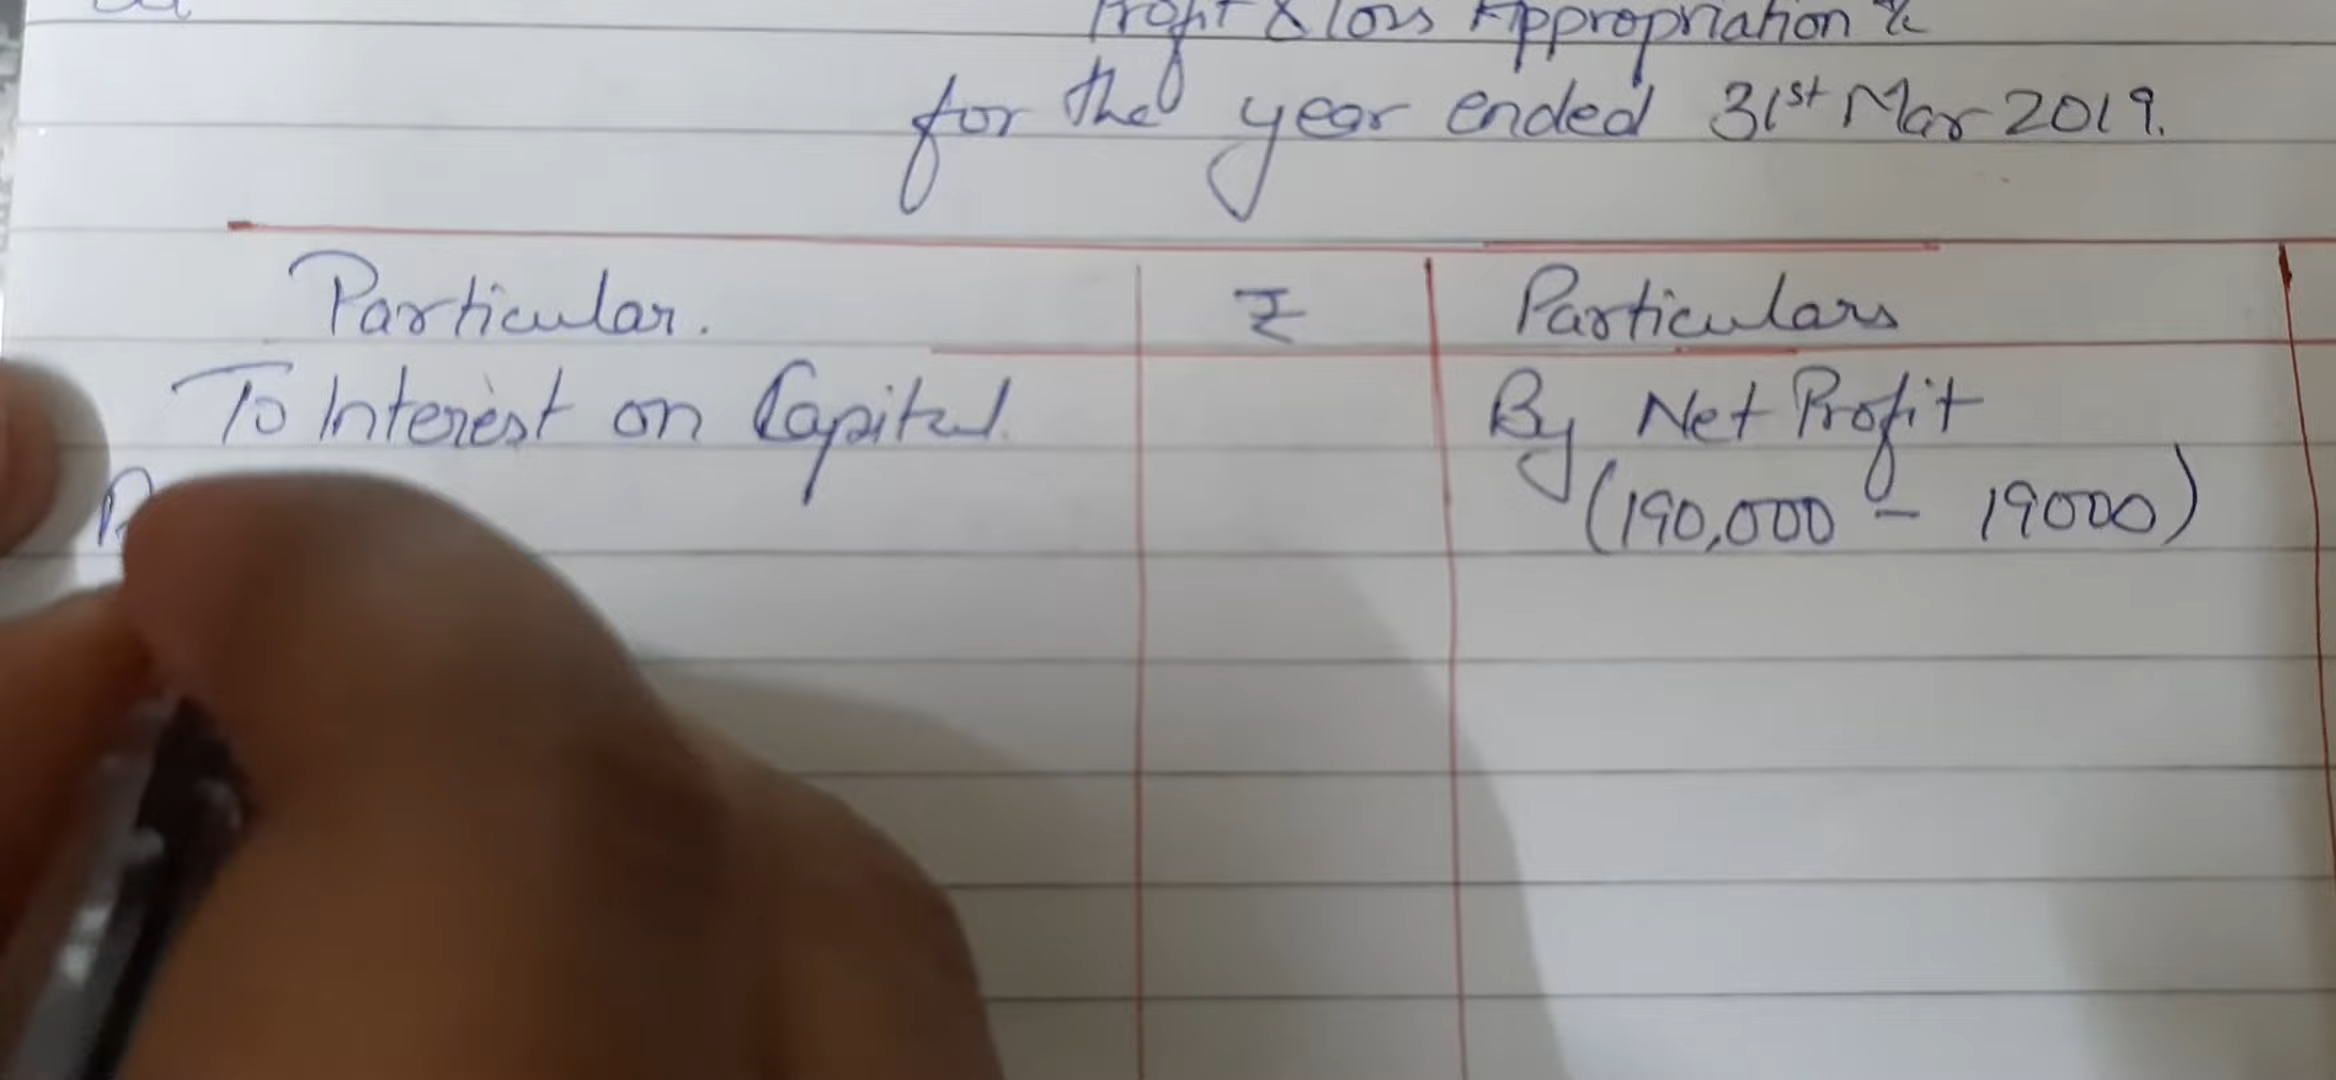 Profit & Loss Appropriation
for the year ended 31st Mar 2019.
Particular. ₹ Particulars
To Interest on Capital. By Net Profit
(190,000 - 19000)